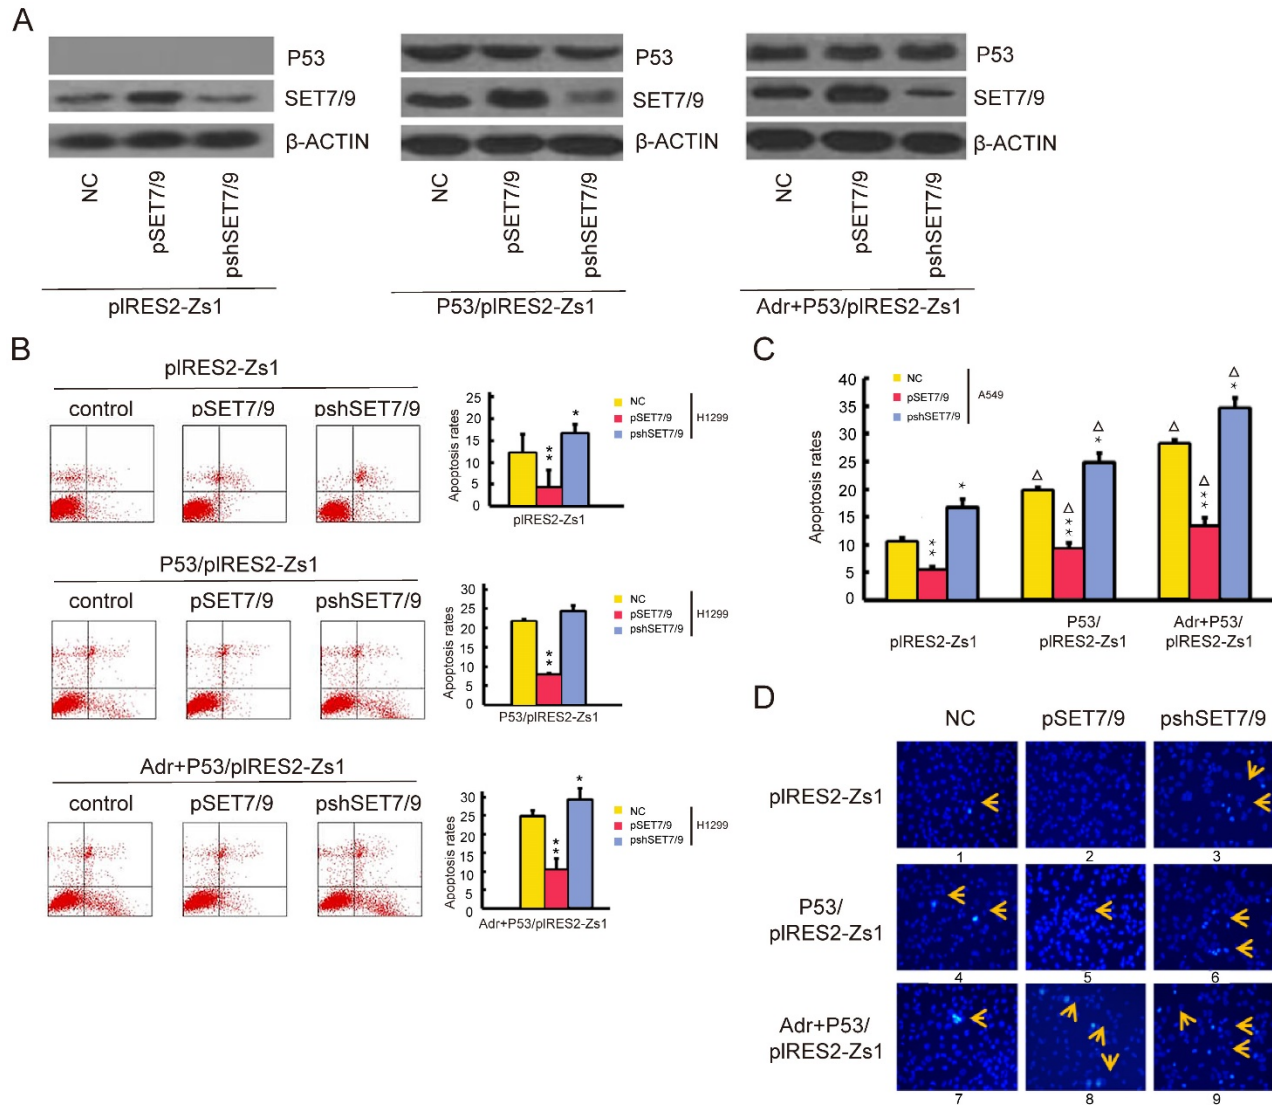 A
P53
SET7/9
β-ACTIN
NC
pSET7/9
pshSET7/9
pIRES2-Zs1
P53
SET7/9
β-ACTIN
NC
pSET7/9
pshSET7/9
P53/pIRES2-Zs1
P53
SET7/9
β-ACTIN
NC
pSET7/9
pshSET7/9
Adr+P53/pIRES2-Zs1
B
pIRES2-Zs1
control
pSET7/9
pshSET7/9
Apoptosis rates
25
20
15
10
5
0
**
*
NC
pSET7/9
pshSET7/9
H1299
pIRES2-Zs1
P53/pIRES2-Zs1
control
pSET7/9
pshSET7/9
Apoptosis rates
30
25
20
15
10
5
0
**
NC
pSET7/9
pshSET7/9
H1299
P53/pIRES2-Zs1
Adr+P53/pIRES2-Zs1
control
pSET7/9
pshSET7/9
Apoptosis rates
30
25
20
15
10
5
0
**
*
NC
pSET7/9
pshSET7/9
H1299
Adr+P53/pIRES2-Zs1
C
Apoptosis rates
40
35
30
25
20
15
10
5
0
NC
pSET7/9
pshSET7/9
A549
**
*
Δ
Δ
**
Δ
*
Δ
Δ
**
Δ
*
pIRES2-Zs1
P53/
pIRES2-Zs1
Adr+P53/
pIRES2-Zs1
D
NC
pSET7/9
pshSET7/9
pIRES2-Zs1
1
2
3
P53/
pIRES2-Zs1
4
5
6
Adr+P53/
pIRES2-Zs1
7
8
9